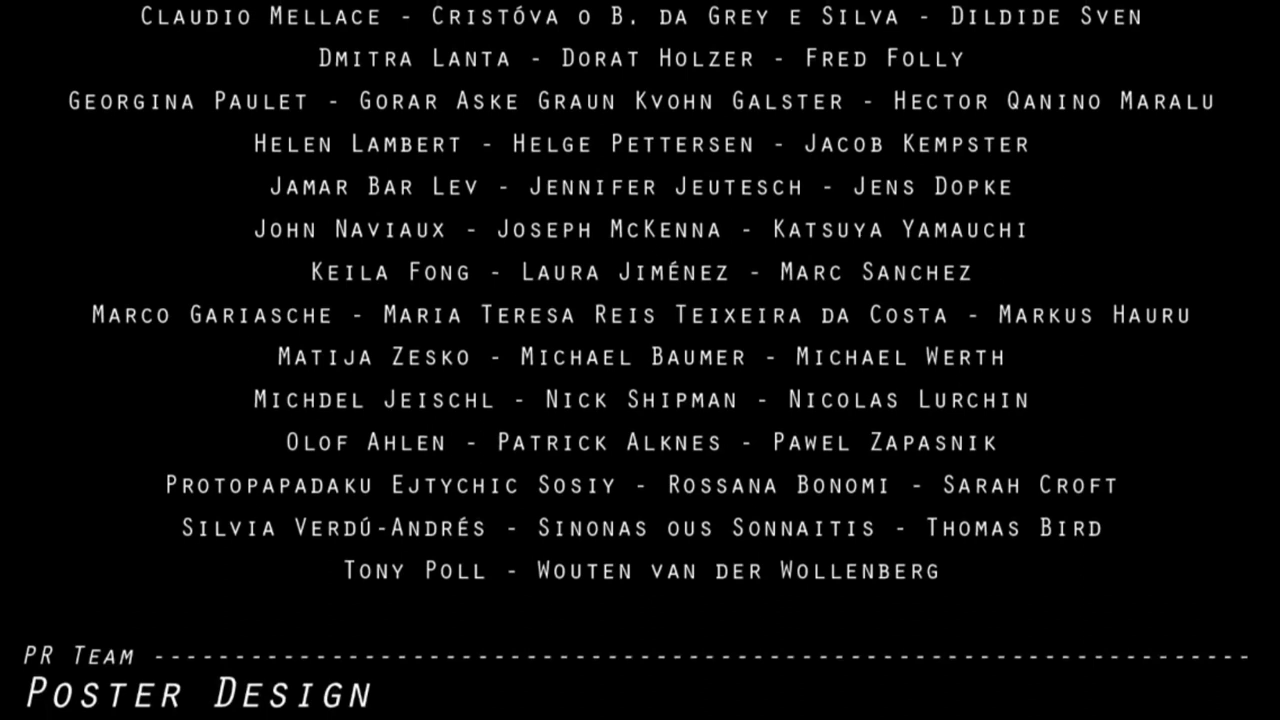 Claudio Mellace - Cristóva o B. da Grey e Silva - Dildide Sven
Dmitra Lanta - Dorat Holzer - Fred Folly
Georgina Paulet - Gorar Aske Graun Kvohn Galster - Hector Qanino Maralu
Helen Lambert - Helge Pettersen - Jacob Kempster
Jamar Bar Lev - Jennifer Jeutesch - Jens Dopke
John Naviaux - Joseph McKenna - Katsuya Yamauchi
Keila Fong - Laura Jiménez - Marc Sanchez
Marco Gariasche - Maria Teresa Reis Teixeira da Costa - Markus Hauru
Matija Zesko - Michael Baumer - Michael Werth
Michdel Jeischl - Nick Shipman - Nicolas Lurchin
Olof Ahlen - Patrick Alknes - Pawel Zapasnik
Protopapadaku Ejtychic Sosiy - Rossana Bonomi - Sarah Croft
Silvia Verdú-Andrés - Sinonas ous Sonnaitis - Thomas Bird
Tony Poll - Wouten van der Wollenberg
PR Team --------------------------------------------------------------------
Poster Design